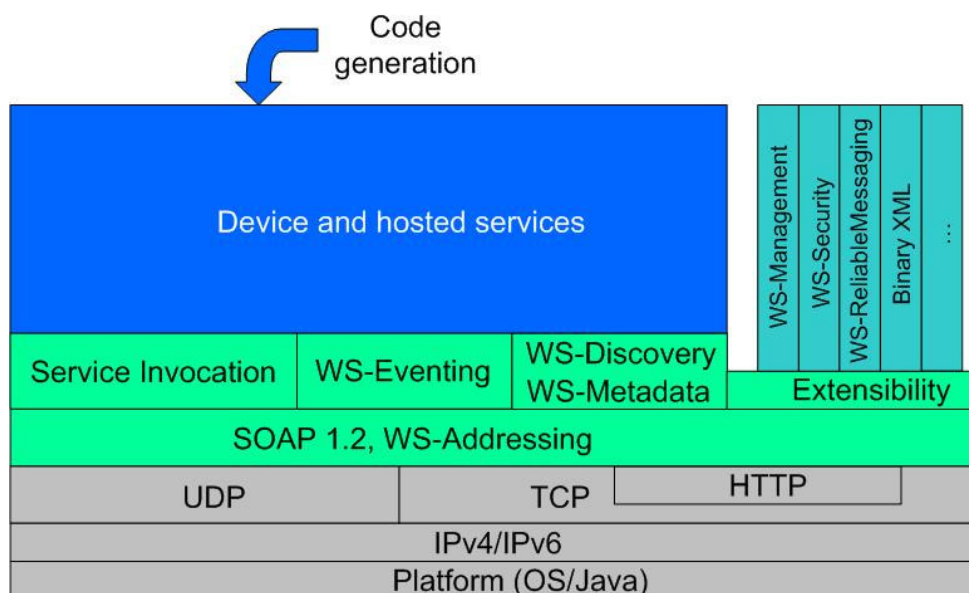 Code
generation
Device and hosted services
WS-Management
WS-Security
WS-ReliableMessaging
Binary XML
...
Service Invocation
WS-Eventing
WS-Discovery
WS-Metadata
Extensibility
SOAP 1.2, WS-Addressing
UDP
TCP
HTTP
IPv4/IPv6
Platform (OS/Java)